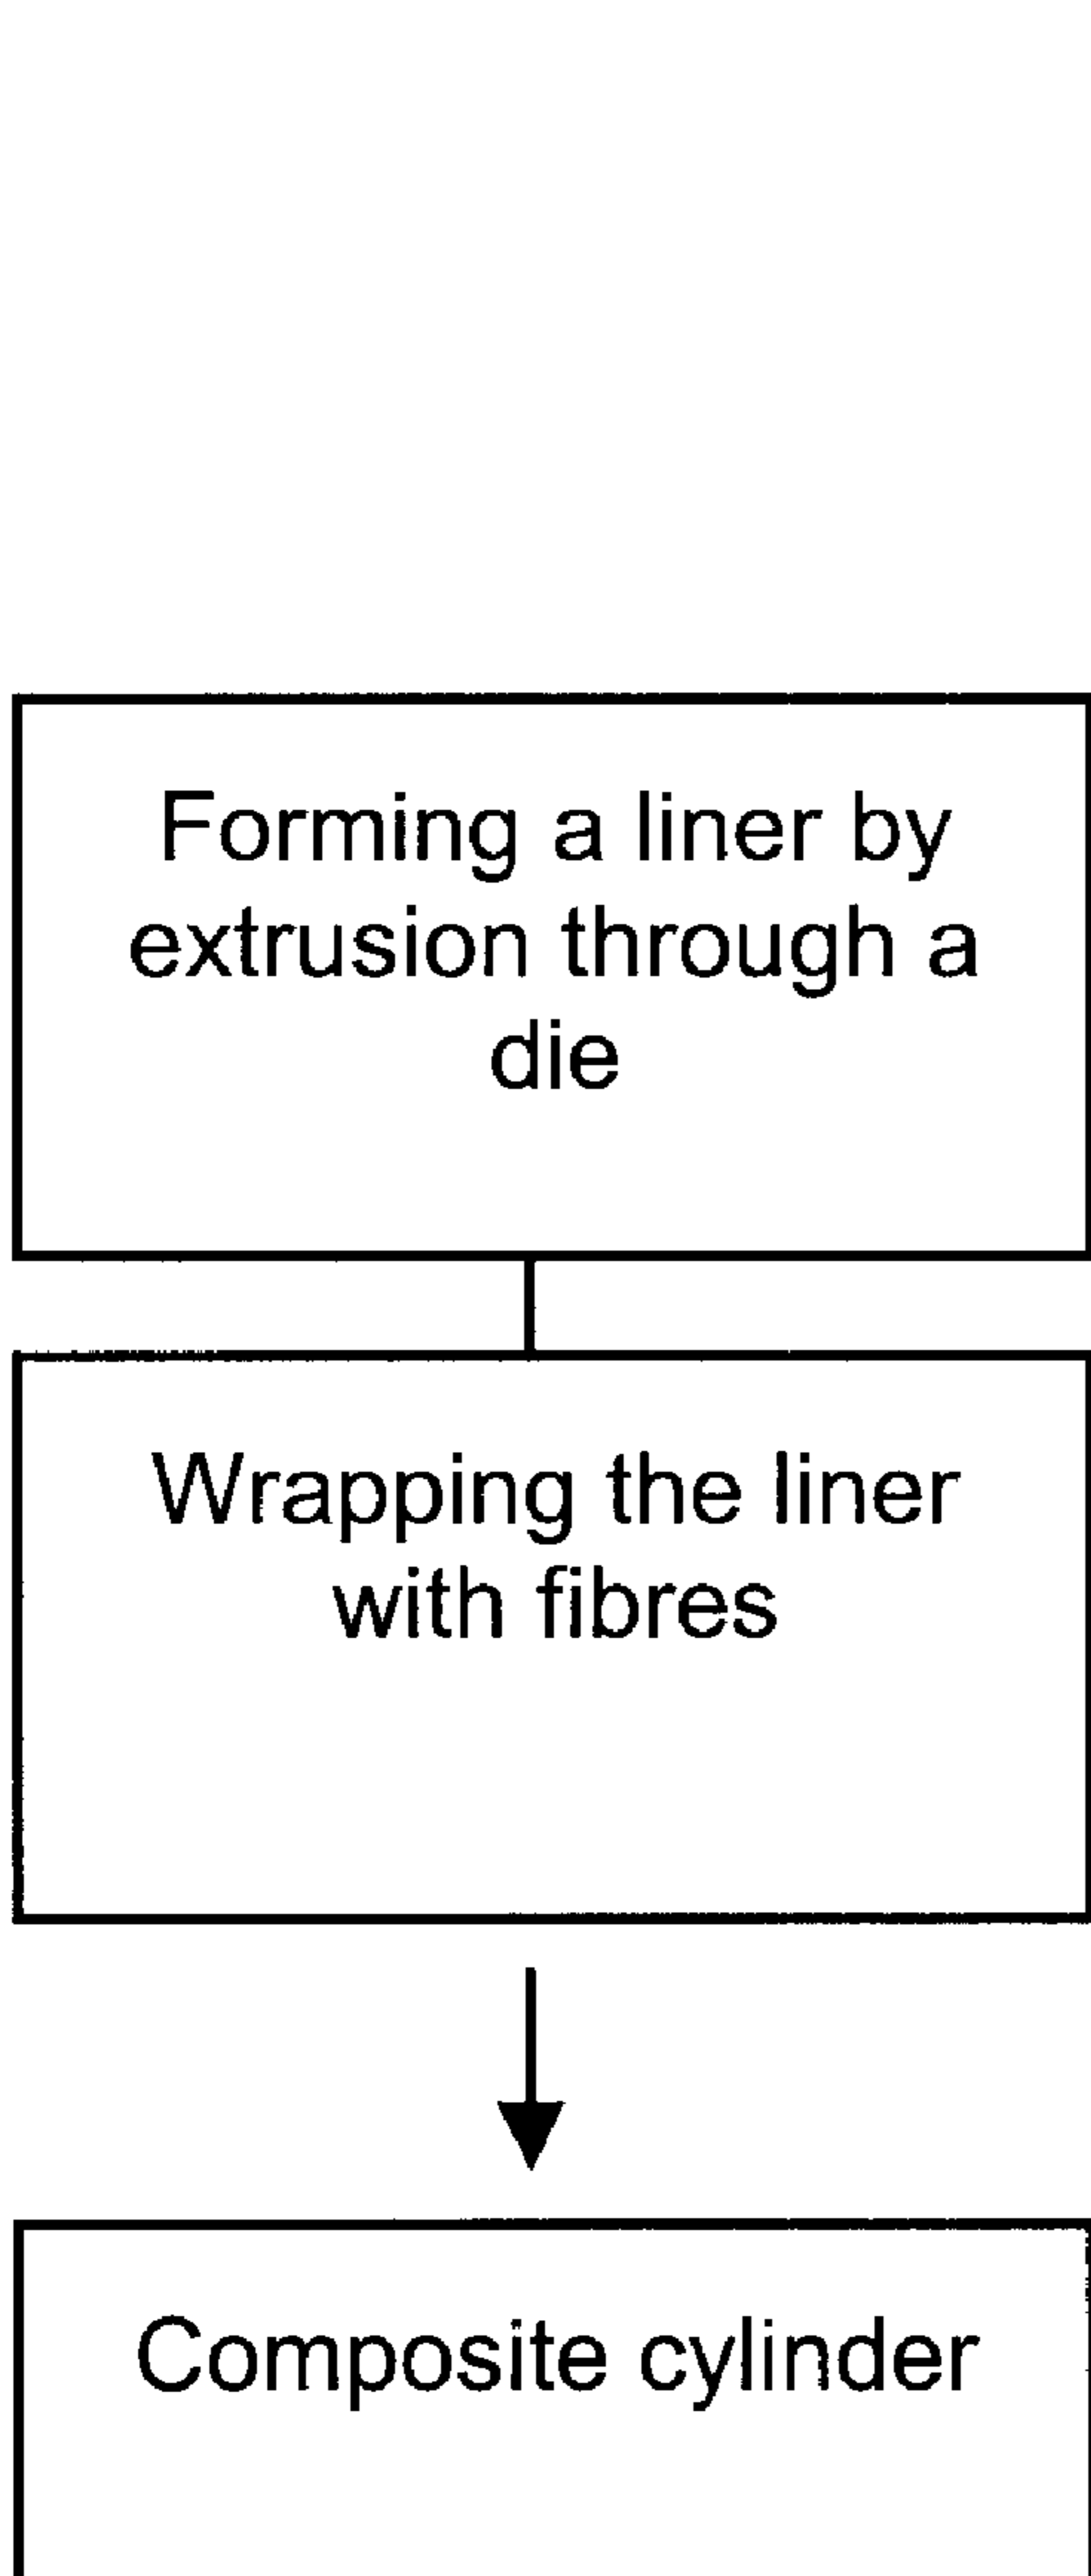 Forming a liner by
extrusion through a
die
Wrapping the liner
with fibres
Composite cylinder